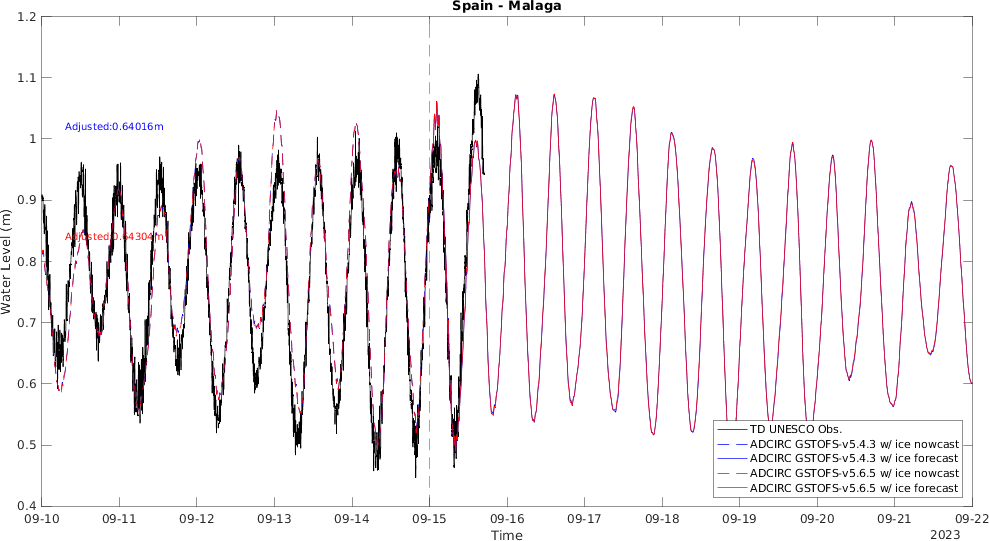 Spain - Malaga
1.2
1.1
1
0.9
0.8
0.7
0.6
0.5
0.4
Water Level (m)
Adjusted:0.64016m
Adjusted:0.64304m
TD UNESCO Obs.
ADCIRC GSTOFS-v5.4.3 w/ ice nowcast
ADCIRC GSTOFS-v5.4.3 w/ ice forecast
ADCIRC GSTOFS-v5.6.5 w/ ice nowcast
ADCIRC GSTOFS-v5.6.5 w/ ice forecast
09-10 09-11 09-12 09-13 09-14 09-15 09-16 09-17 09-18 09-19 09-20 09-21 09-22
Time
2023